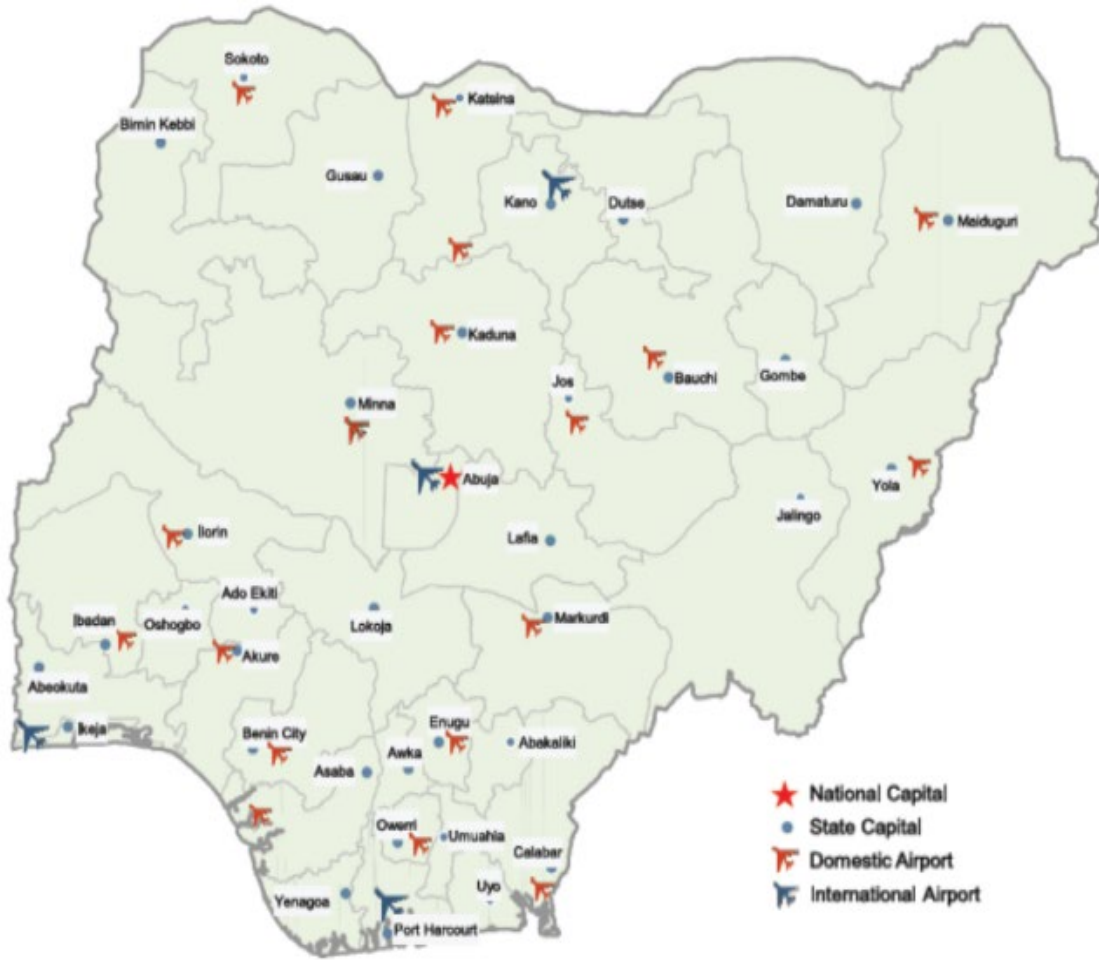 Sokoto
Katsina
Bimin Kebbi
Gusau
Kano
Dutse
Damaturu
Maiduguri
Kaduna
Jos
Bauchi
Gombe
Minna
Abuja
Yola
Jalingo
Ilorin
Lafia
Ado Ekiti
Ibadan
Oshogbo
Lokoja
Markurdi
Akure
Abeokuta
Ikeja
Benin City
Enugu
Awka
Abakaliki
Asaba
Owerri
Umuahia
Calabar
Uyo
Yenagoa
Port Harcourt
National Capital
State Capital
Domestic Airport
International Airport